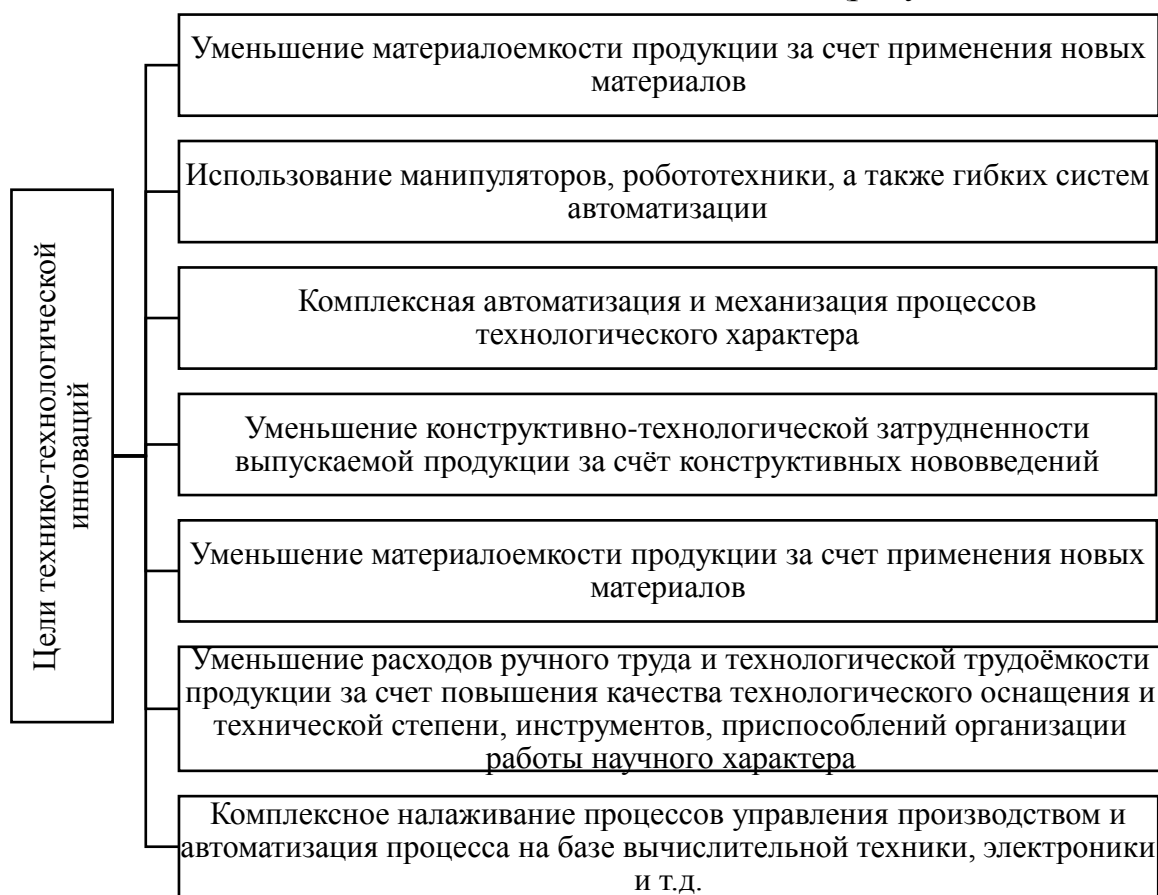 Цели технико-технологической
инноваций
Уменьшение материалоемкости продукции за счет применения новых
материалов
Использование манипуляторов, робототехники, а также гибких систем
автоматизации
Комплексная автоматизация и механизация процессов
технологического характера
Уменьшение конструктивно-технологической затрудненности
выпускаемой продукции за счёт конструктивных нововведений
Уменьшение материалоемкости продукции за счет применения новых
материалов
Уменьшение расходов ручного труда и технологической трудоёмкости
продукции за счет повышения качества технологического оснащения и
технической степени, инструментов, приспособлений организации
работы научного характера
Комплексное налаживание процессов управления производством и
автоматизация процесса на базе вычислительной техники, электроники
и т.д.